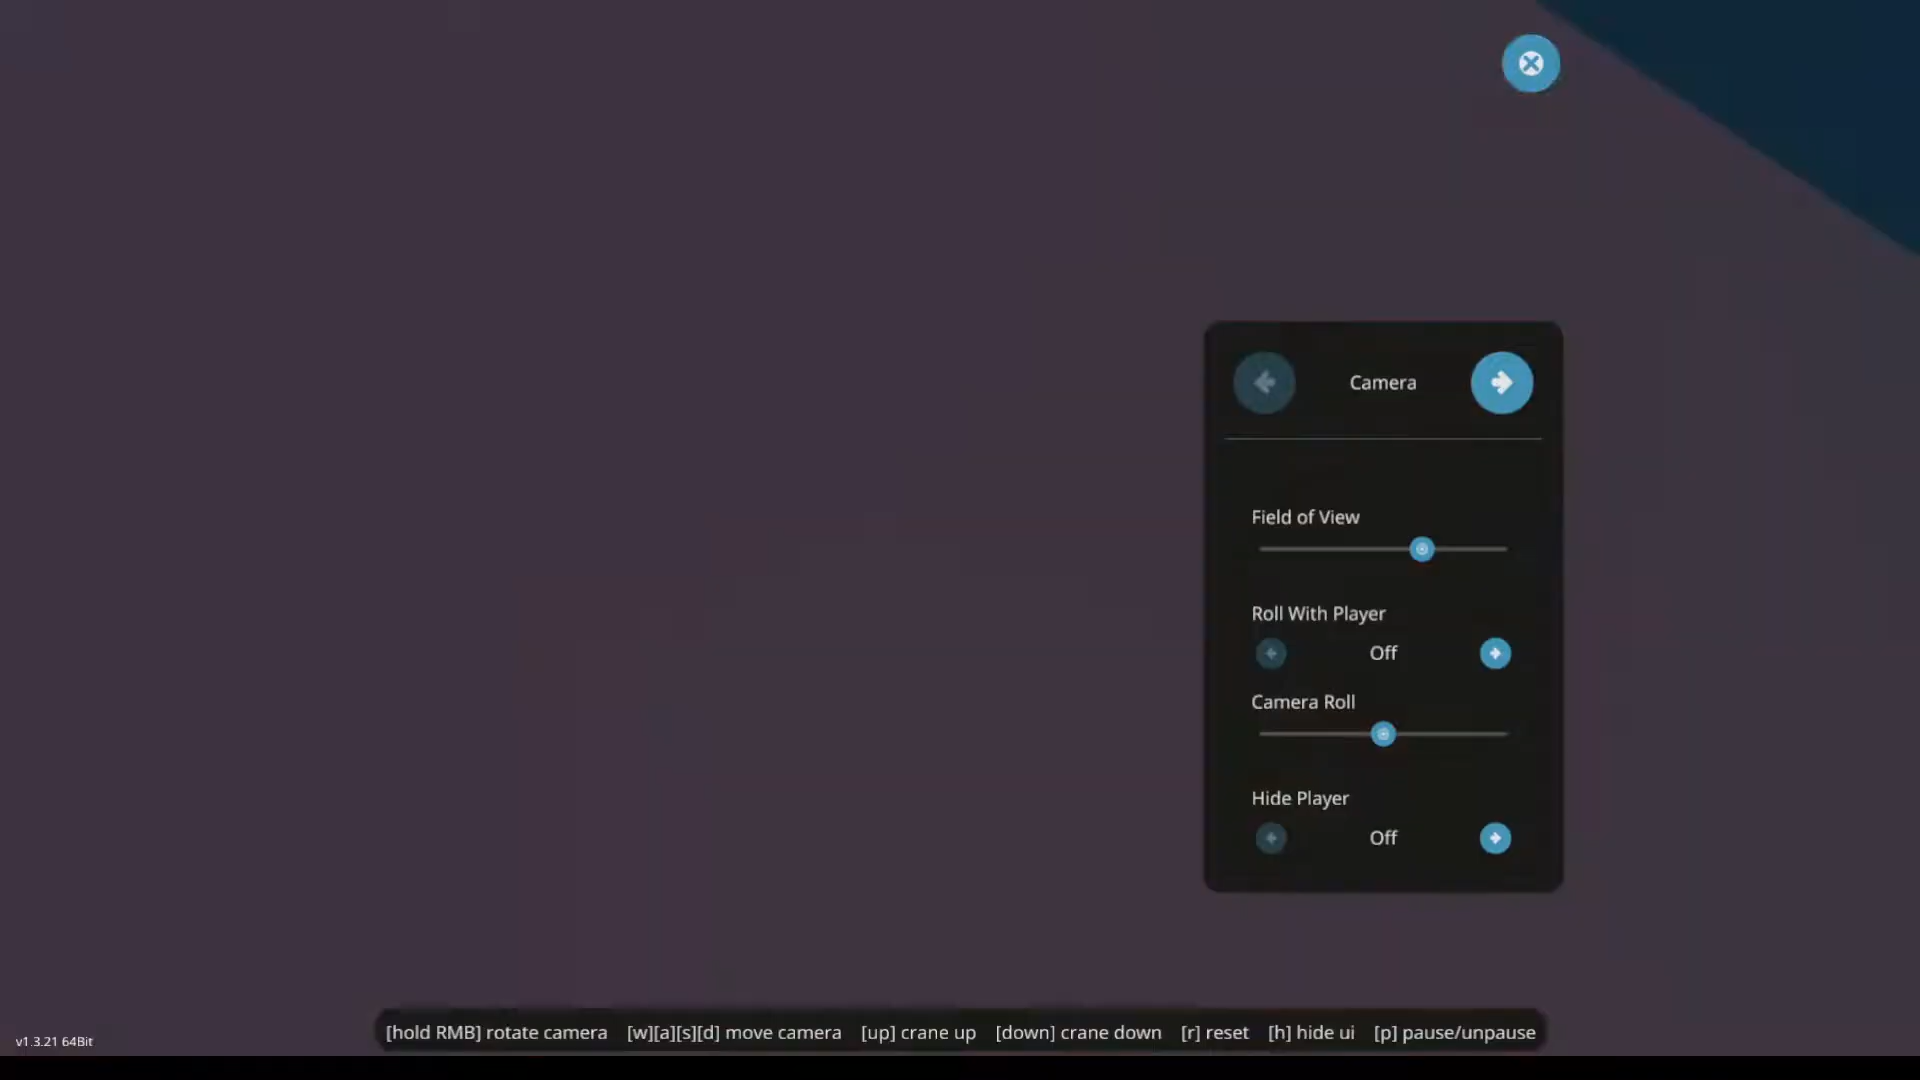 Camera
Field of View
Roll With Player
Off
Camera Roll
Hide Player
Off
[hold RMB] rotate camera [w][a][s][d] move camera [up] crane up [down] crane down [r] reset [h] hide ui [p] pause/unpause
v1.3.21 64Bit